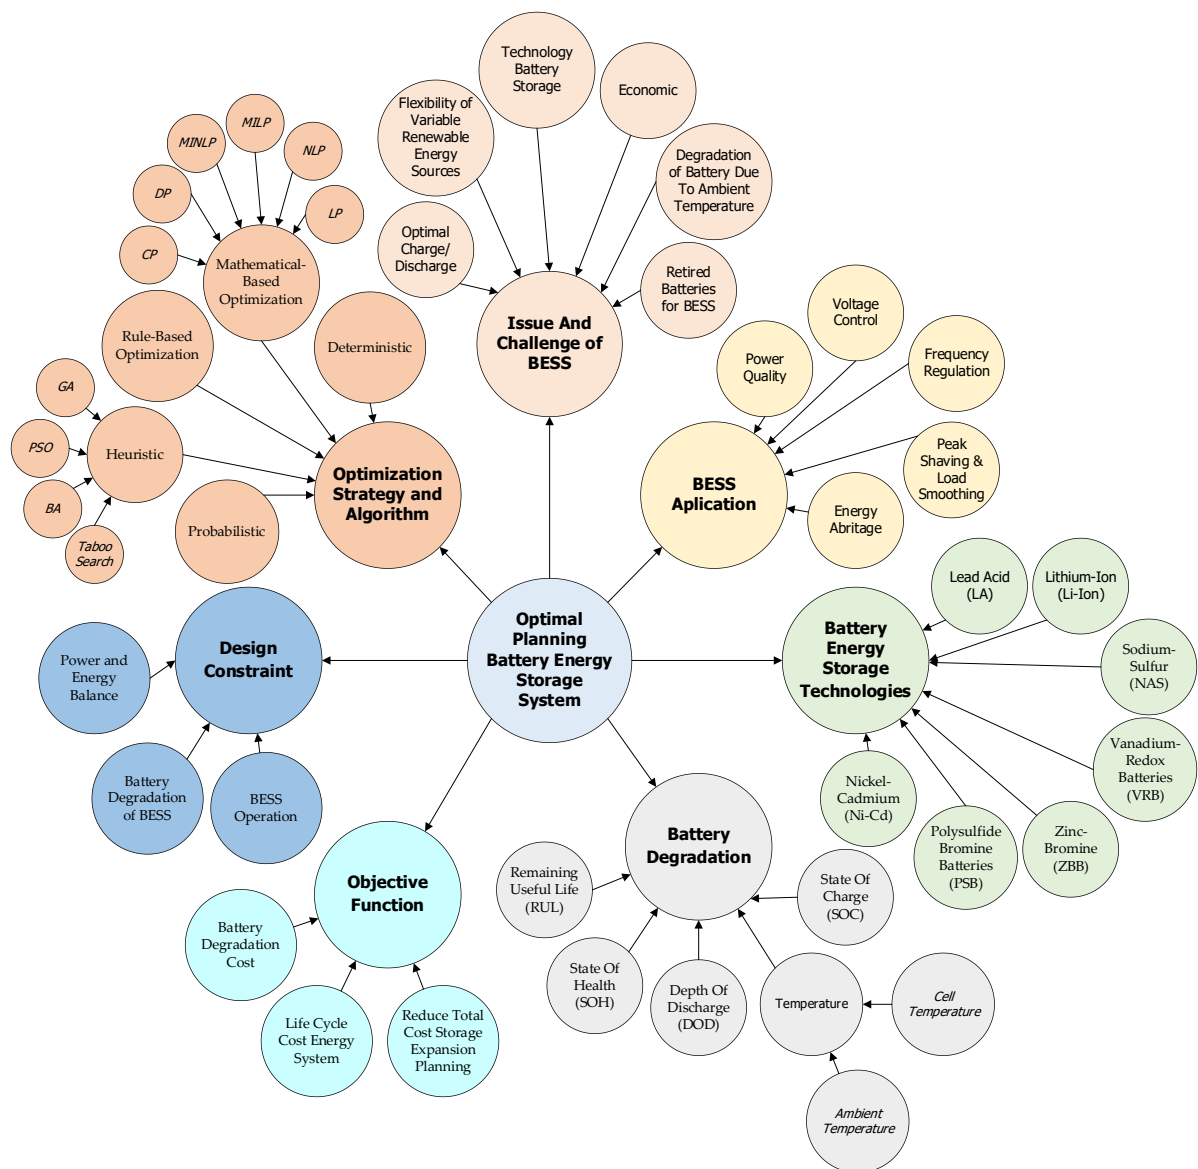 Technology
Battery
Storage
Economic
Flexibility of
Variable
Renewable
Energy
Sources
Degradation
of Battery Due
To Ambient
Temperature
Optimal
Charge/
Discharge
Retired
Batteries
for BESS
Issue And
Challenge of
BESS
MILP
MINLP
NLP
DP
LP
CP
Mathematical-
Based
Optimization
Rule-Based
Optimization
Deterministic
GA
PSO
BA
Taboo
Search
Heuristic
Probabilistic
Optimization
Strategy and
Algorithm
Voltage
Control
Power
Quality
Frequency
Regulation
Peak
Shaving &
Load
Smoothing
Energy
Abritage
BESS
Aplication
Optimal
Planning
Battery Energy
Storage
System
Design
Constraint
Power and
Energy
Balance
Battery
Degradation
of BESS
BESS
Operation
Lead Acid
(LA)
Lithium-Ion
(Li-Ion)
Sodium-
Sulfur
(NAS)
Vanadium-
Redox
Batteries
(VRB)
Zinc-
Bromine
(ZBB)
Polysulfide
Bromine
Batteries
(PSB)
Nickel-
Cadmium
(Ni-Cd)
Battery
Energy
Storage
Technologies
Objective
Function
Battery
Degradation
Cost
Life Cycle
Cost Energy
System
Reduce Total
Cost Storage
Expansion
Planning
Battery
Degradation
Remaining
Useful Life
(RUL)
State Of
Health
(SOH)
Depth Of
Discharge
(DOD)
State Of
Charge
(SOC)
Temperature
Cell
Temperature
Ambient
Temperature